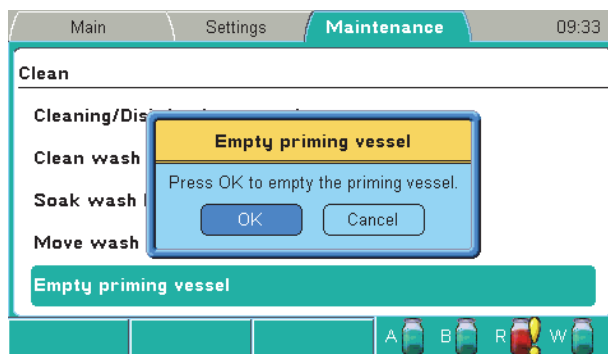 Main Settings Maintenance 09:33
Clean
Cleaning/Dis
Empty priming vessel
Clean wash
Press OK to empty the priming vessel.
Soak wash
OK Cancel
Move wash
Empty priming vessel
A B R W